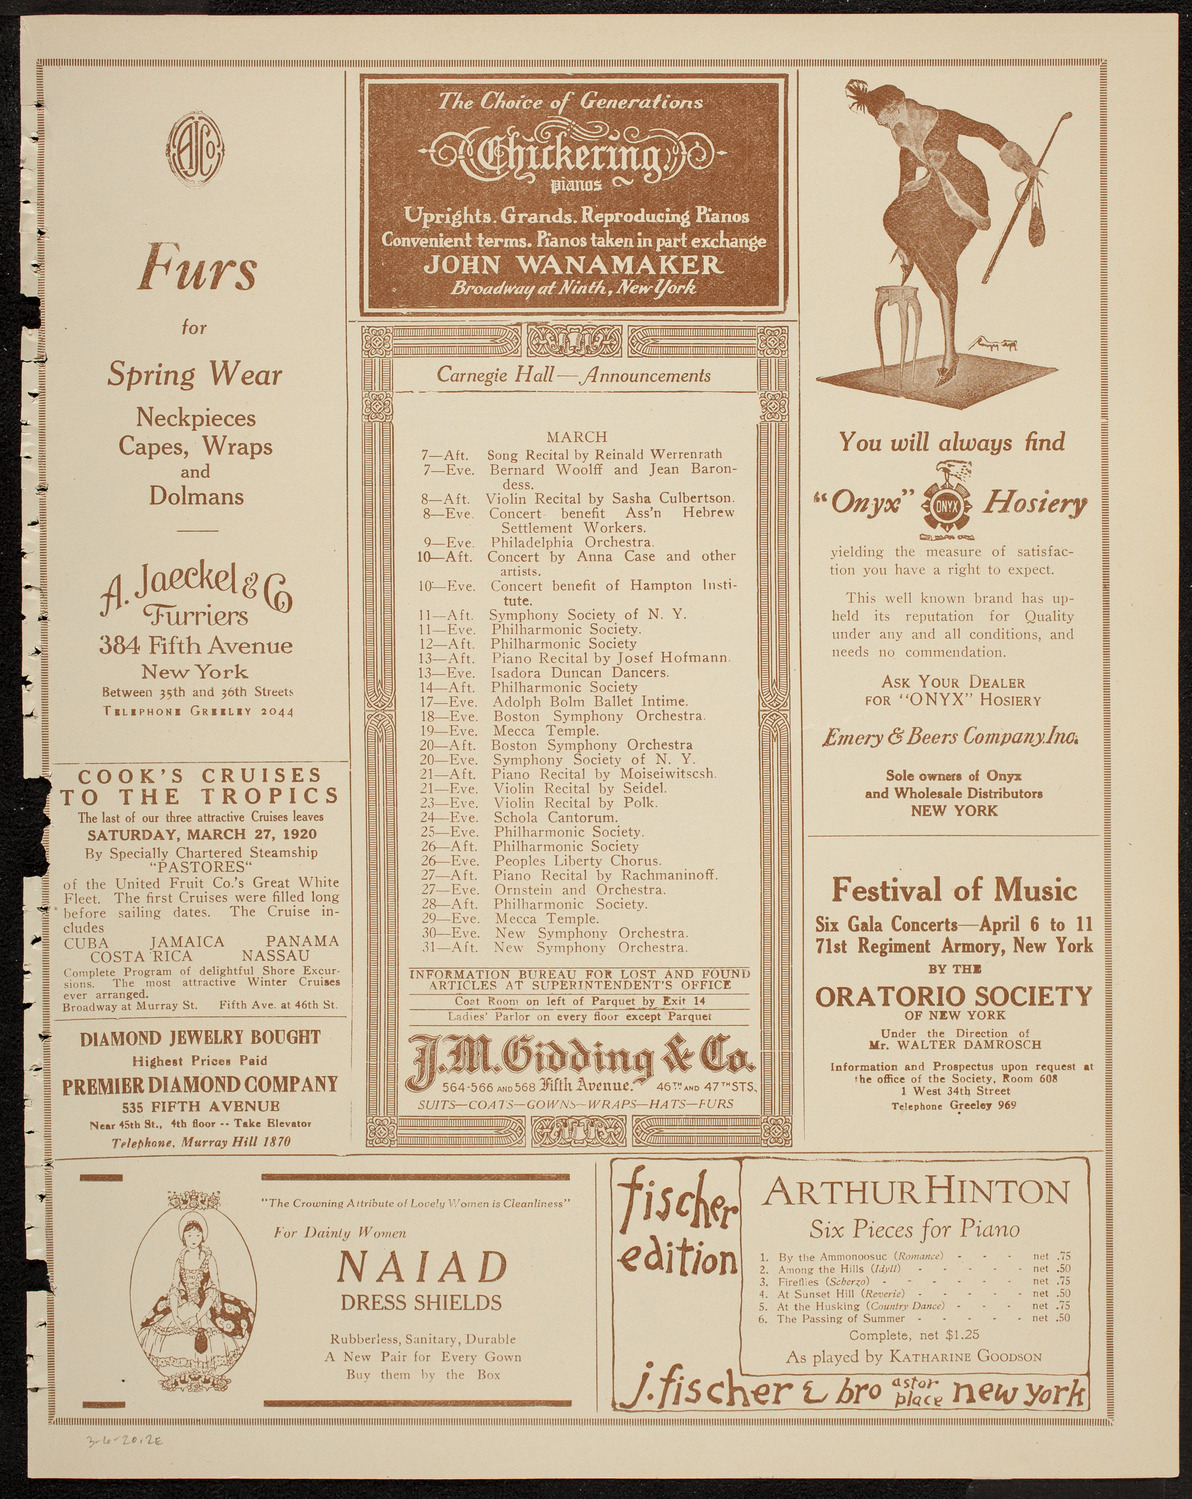 AJCo
Furs
for
Spring Wear
Neckpieces
Capes, Wraps
and
Dolmans
A. Jaeckel & Co
Furriers
384 Fifth Avenue
New York
Between 35th and 36th Streets
TELEPHONE GREELEY 2044
COOK'S CRUISES
TO THE TROPICS
The last of our three attractive Cruises leaves
SATURDAY, MARCH 27, 1920
By Specially Chartered Steamship
"PASTORES"
of the United Fruit Co.'s Great White
Fleet. The first Cruises were filled long
before sailing dates. The Cruise in-
cludes
CUBA JAMAICA PANAMA
COSTA RICA NASSAU
Complete Program of delightful Shore Excur-
sions. The most attractive Winter Cruises
ever arranged.
Broadway at Murray St. Fifth Ave. at 46th St.
DIAMOND JEWELRY BOUGHT
Highest Prices Paid
PREMIER DIAMOND COMPANY
535 FIFTH AVENUE
Near 45th St., 4th floor -- Take Elevator
Telephone, Murray Hill 1870
The Choice of Generations
Chickering
pianos
Uprights. Grands. Reproducing Pianos
Convenient terms. Pianos taken in part exchange
JOHN WANAMAKER
Broadway at Ninth, New York
Carnegie Hall—Announcements
MARCH
7—Aft. Song Recital by Reinald Werrenrath
7—Eve. Bernard Woolff and Jean Baron-
dess.
8—Aft. Violin Recital by Sasha Culbertson.
8—Eve. Concert benefit Ass'n Hebrew
Settlement Workers.
9—Eve. Philadelphia Orchestra.
10—Aft. Concert by Anna Case and other
artists.
10—Eve. Concert benefit of Hampton Insti-
tute.
11—Aft. Symphony Society of N. Y.
11—Eve. Philharmonic Society.
12—Aft. Philharmonic Society
13—Aft. Piano Recital by Josef Hofmann.
13—Eve. Isadora Duncan Dancers.
14—Aft. Philharmonic Society
17—Eve. Adolph Bolm Ballet Intime.
18—Eve. Boston Symphony Orchestra.
19—Eve. Mecca Temple.
20—Aft. Boston Symphony Orchestra
20—Eve. Symphony Society of N. Y.
21—Aft. Piano Recital by Moiseiwitscsh.
21—Eve. Violin Recital by Seidel.
23—Eve. Violin Recital by Polk.
24—Eve. Schola Cantorum.
25—Eve. Philharmonic Society.
26—Aft. Philharmonic Society
26—Eve. Peoples Liberty Chorus.
27—Aft. Piano Recital by Rachmaninoff.
27—Eve. Ornstein and Orchestra.
28—Aft. Philharmonic Society.
29—Eve. Mecca Temple.
30—Eve. New Symphony Orchestra.
31—Aft. New Symphony Orchestra.
INFORMATION BUREAU FOR LOST AND FOUND
ARTICLES AT SUPERINTENDENT'S OFFICE
Coat Room on left of Parquet by Exit 14
Ladies' Parlor on every floor except Parquet
J.M. Gidding & Co.
564-566 AND 568 Fifth Avenue. 46TH AND 47TH STS.
SUITS—COATS—GOWNS—WRAPS—HATS—FURS
You will always find
"Onyx" ONYX Hosiery
yielding the measure of satisfac-
tion you have a right to expect.
This well known brand has up-
held its reputation for Quality
under any and all conditions, and
needs no commendation.
ASK YOUR DEALER
FOR "ONYX" HOSIERY
Emery & Beers Company, Inc.
Sole owners of Onyx
and Wholesale Distributors
NEW YORK
Festival of Music
Six Gala Concerts—April 6 to 11
71st Regiment Armory, New York
BY THE
ORATORIO SOCIETY
OF NEW YORK
Under the Direction of
Mr. WALTER DAMROSCH
Information and Prospectus upon request at
the office of the Society, Room 608
1 West 34th Street
Telephone Greeley 969
"The Crowning Attribute of Lovely Women is Cleanliness"
For Dainty Women
NAIAD
DRESS SHIELDS
Rubberless, Sanitary, Durable
A New Pair for Every Gown
Buy them by the Box
fischer
edition
ARTHUR HINTON
Six Pieces for Piano
1. By the Ammonoosuc (Romance) - - - net .75
2. Among the Hills (Idyll) - - - - - net .50
3. Fireflies (Scherzo) - - - - - - net .75
4. At Sunset Hill (Reverie) - - - - - net .50
5. At the Husking (Country Dance) - - - net .75
6. The Passing of Summer - - - - - net .50
Complete, net $1.25
As played by KATHARINE GOODSON
j. fischer & bro astor place new york
3-6-20.2E